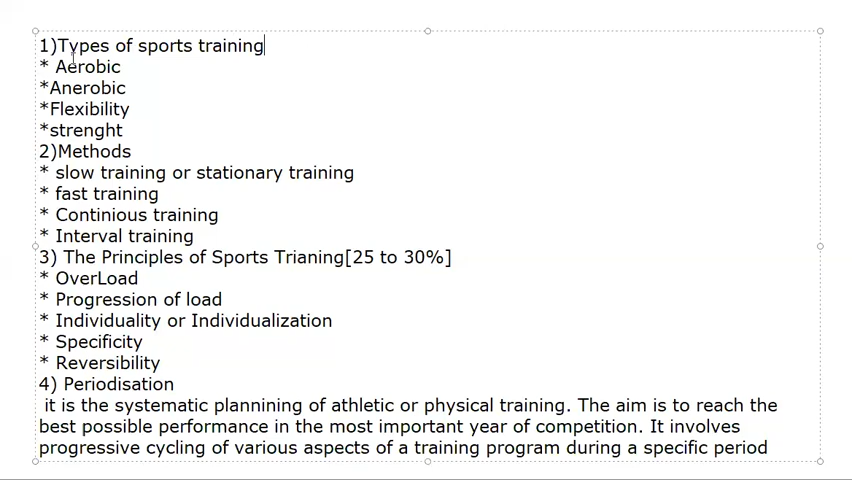 1)Types of sports training
* Aerobic
*Anerobic
*Flexibility
*strenght
2)Methods
* slow training or stationary training
* fast training
* Continious training
* Interval training
3) The Principles of Sports Trianing[25 to 30%]
* OverLoad
* Progression of load
* Individuality or Individualization
* Specificity
* Reversibility
4) Periodisation
it is the systematic plannining of athletic or physical training. The aim is to reach the
best possible performance in the most important year of competition. It involves
progressive cycling of various aspects of a training program during a specific period